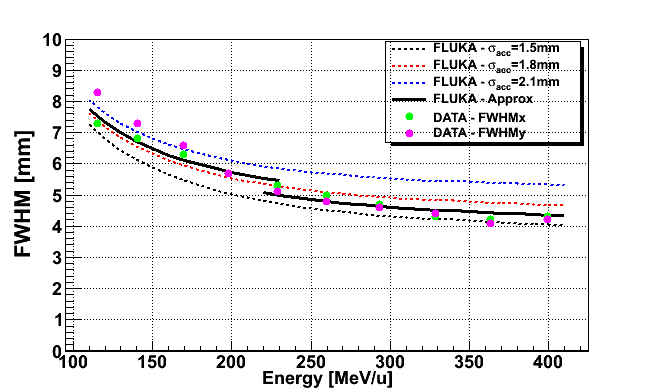 FLUKA - σacc=1.5mm
FLUKA - σacc=1.8mm
FLUKA - σacc=2.1mm
FLUKA - Approx
DATA - FWHMx
DATA - FWHMy
FWHM [mm]
10
9
8
7
6
5
4
3
2
1
0
100 150 200 250 300 350 400
Energy [MeV/u]